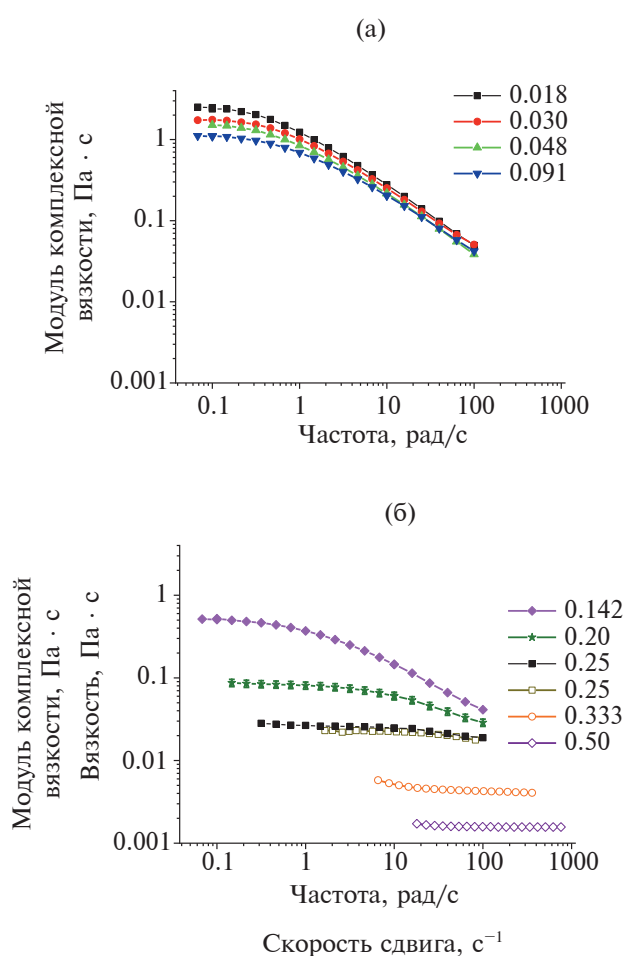 (а)
Модуль комплексной
вязкости, Па · с
1
0.1
0.01
0.001
0.018
0.030
0.048
0.091
0.1 1 10 100 1000
Частота, рад/с
(б)
Модуль комплексной
вязкости, Па · с
Вязкость, Па · с
1
0.1
0.01
0.001
0.142
0.20
0.25
0.25
0.333
0.50
0.1 1 10 100 1000
Частота, рад/с
Скорость сдвига, с⁻¹